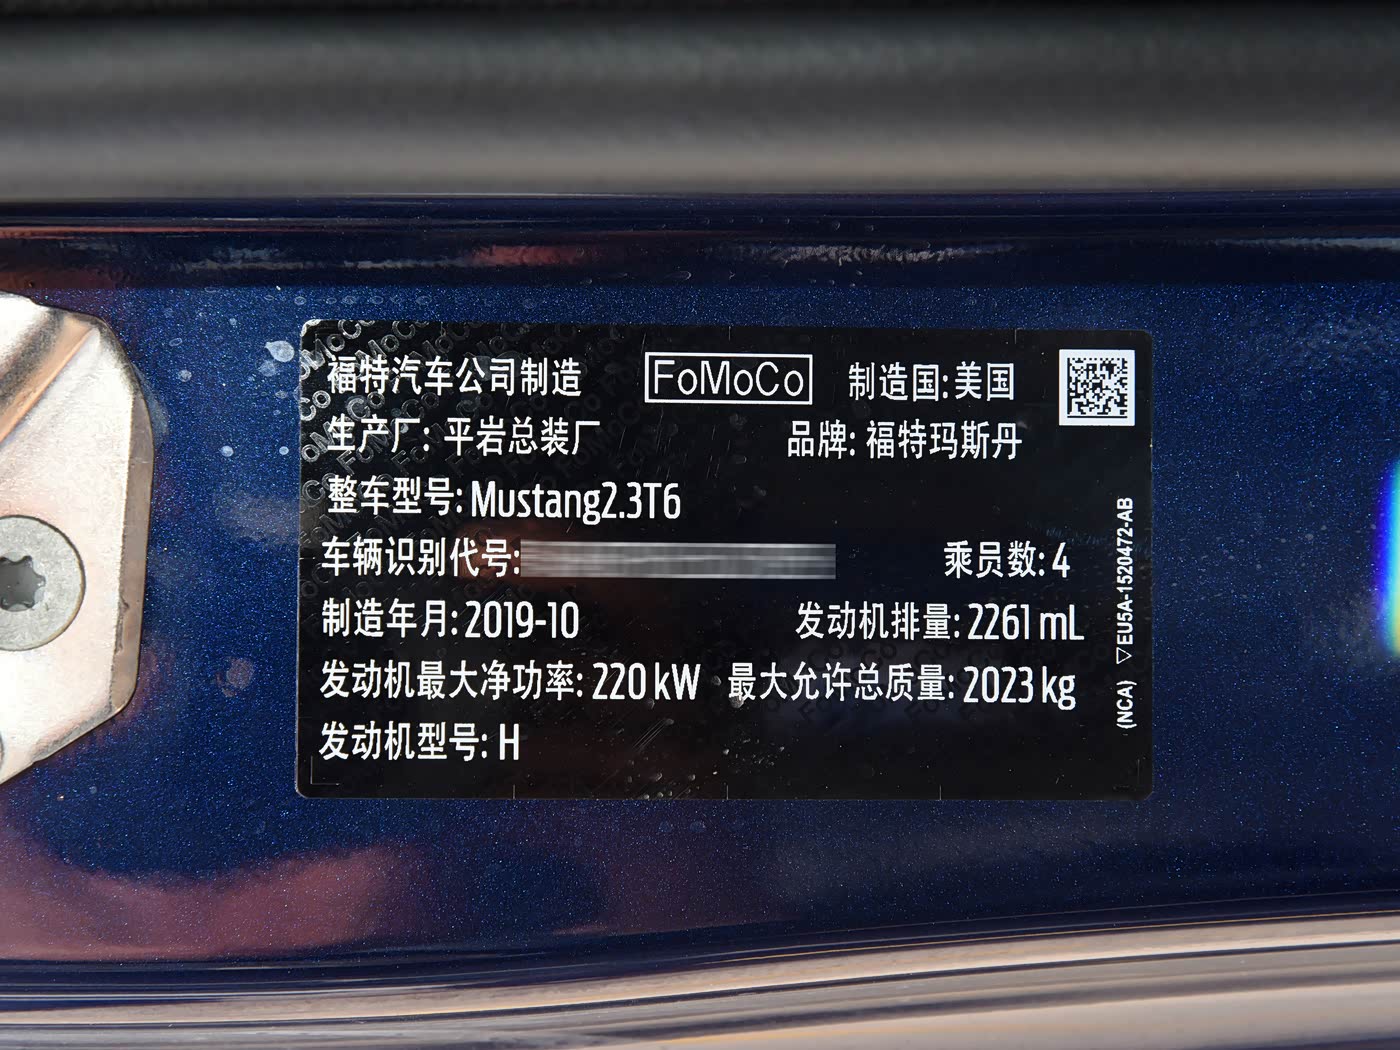 福特汽车公司制造 FoMoCo 制造国:美国
生产厂: 平岩总装厂 品牌: 福特玛斯丹
整车型号: Mustang2.3T6
车辆识别代号: 乘员数: 4
制造年月: 2019-10 发动机排量: 2261 mL
发动机最大净功率: 220 kW 最大允许总质量: 2023 kg
发动机型号: H
(NCA) ▽EU5A-1520472-AB